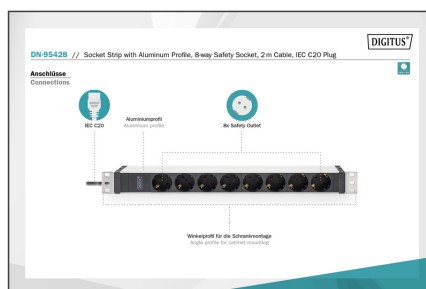 DIGITUS®
DN-95428 // Socket Strip with Aluminum Profile, 8-way Safety Socket, 2 m Cable, IEC C20 Plug
Anschlüsse
Connections
IEC C20
Aluminiumprofil
Aluminium profile
8x Safety Outlet
Winkelprofil für die Schrankmontage
Angle profile for cabinet mounting